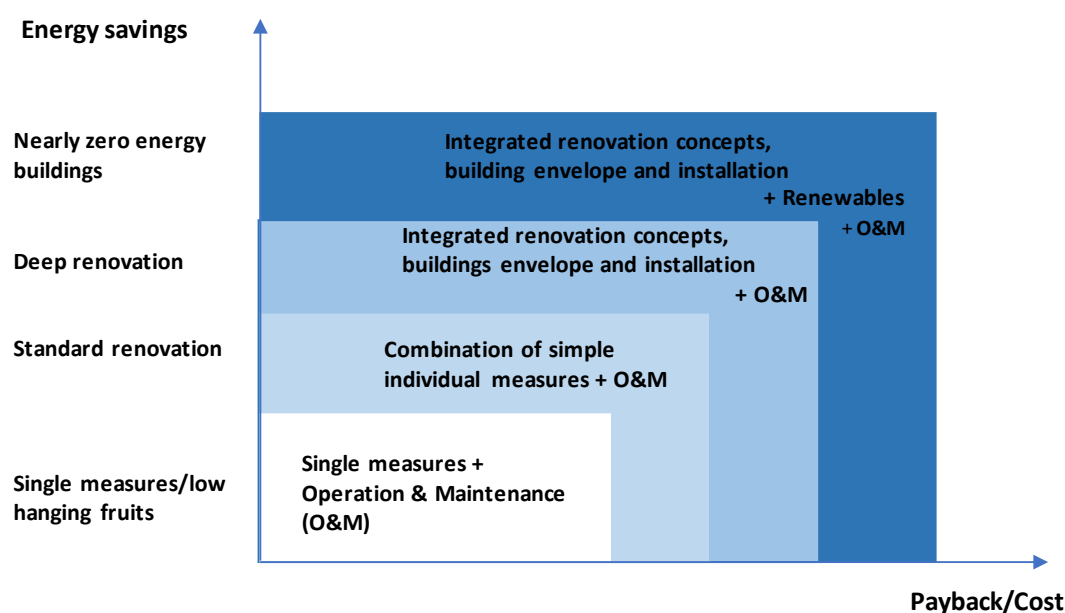 Energy savings
Nearly zero energy
buildings
Integrated renovation concepts,
building envelope and installation
+ Renewables
+ O&M
Deep renovation
Integrated renovation concepts,
buildings envelope and installation
+ O&M
Standard renovation
Combination of simple
individual measures + O&M
Single measures/low
hanging fruits
Single measures +
Operation & Maintenance
(O&M)
Payback/Cost